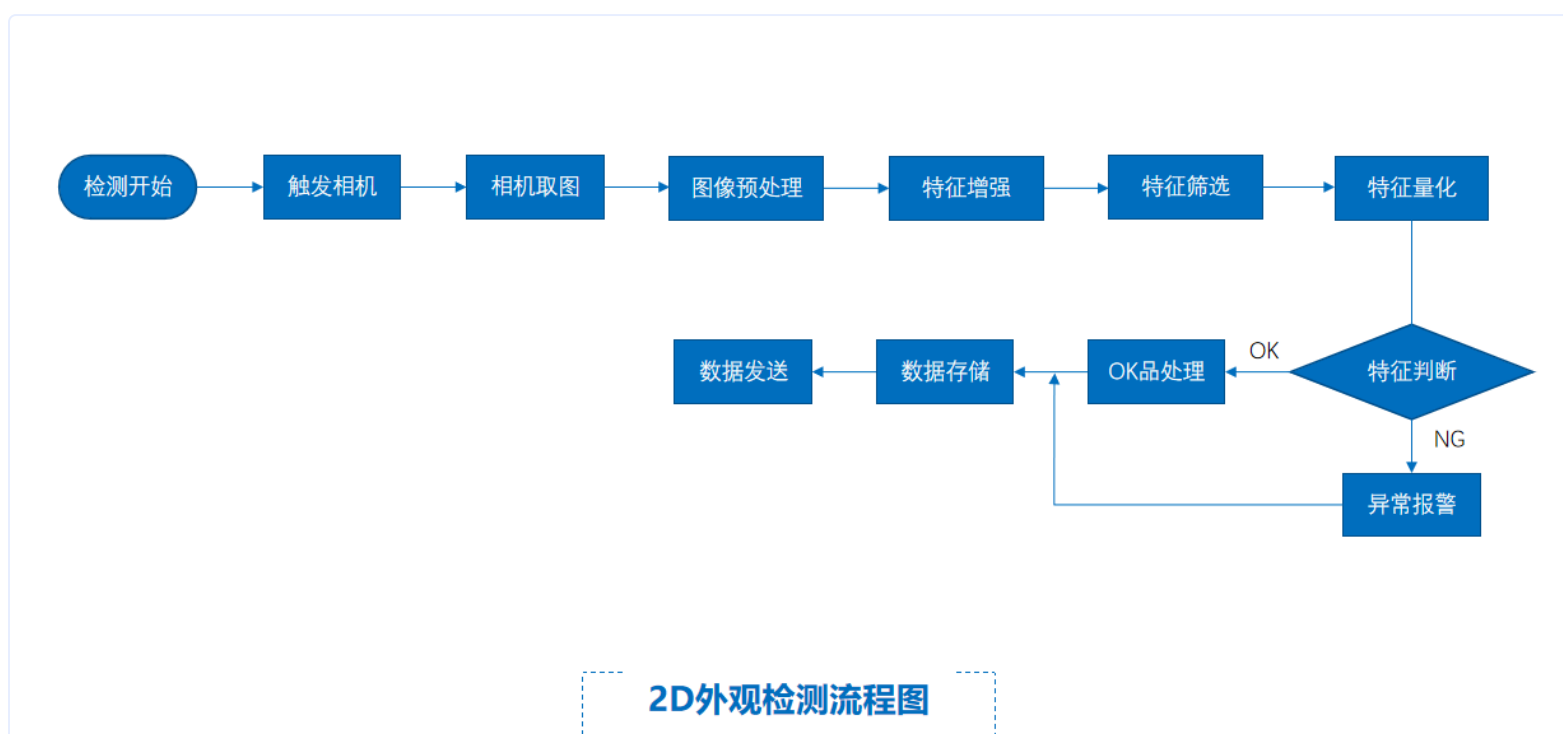 检测开始
触发相机
相机取图
图像预处理
特征增强
特征筛选
特征量化
特征判断
OK
OK品处理
数据存储
数据发送
NG
异常报警
2D外观检测流程图